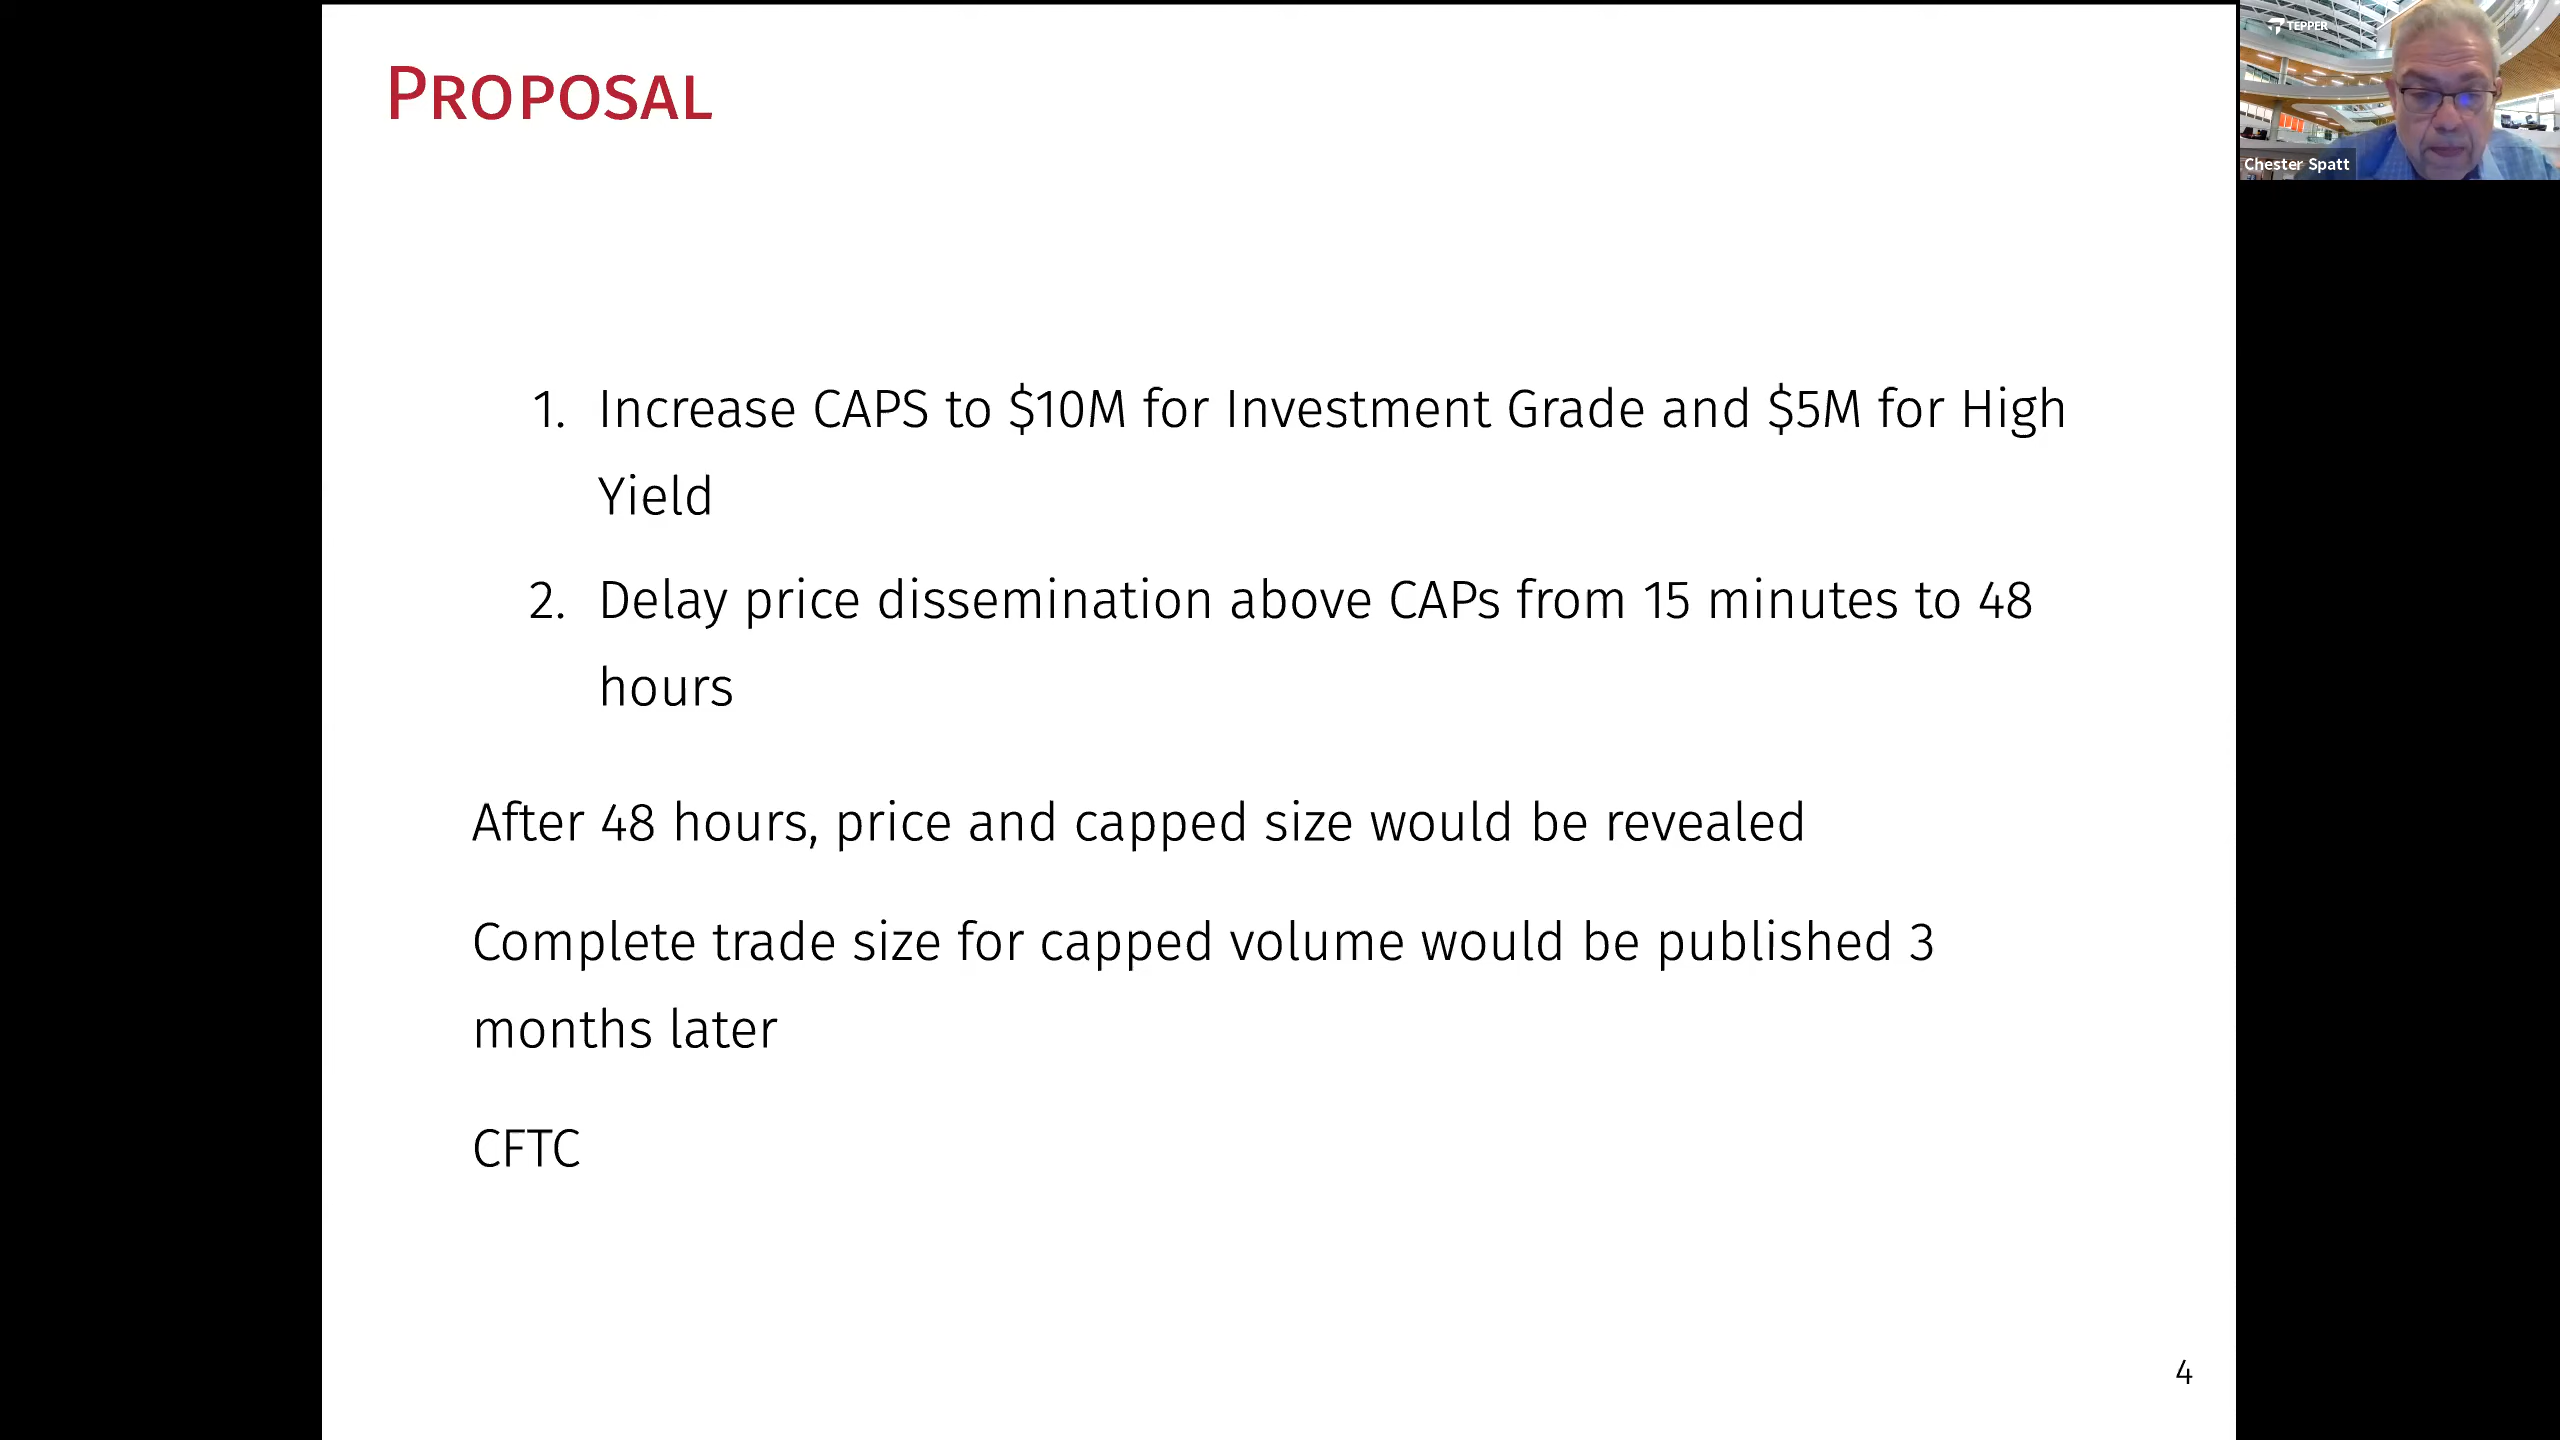 PROPOSAL
TEPPER
Chester Spatt
1. Increase CAPS to $10M for Investment Grade and $5M for High
Yield
2. Delay price dissemination above CAPs from 15 minutes to 48
hours
After 48 hours, price and capped size would be revealed
Complete trade size for capped volume would be published 3
months later
CFTC
4